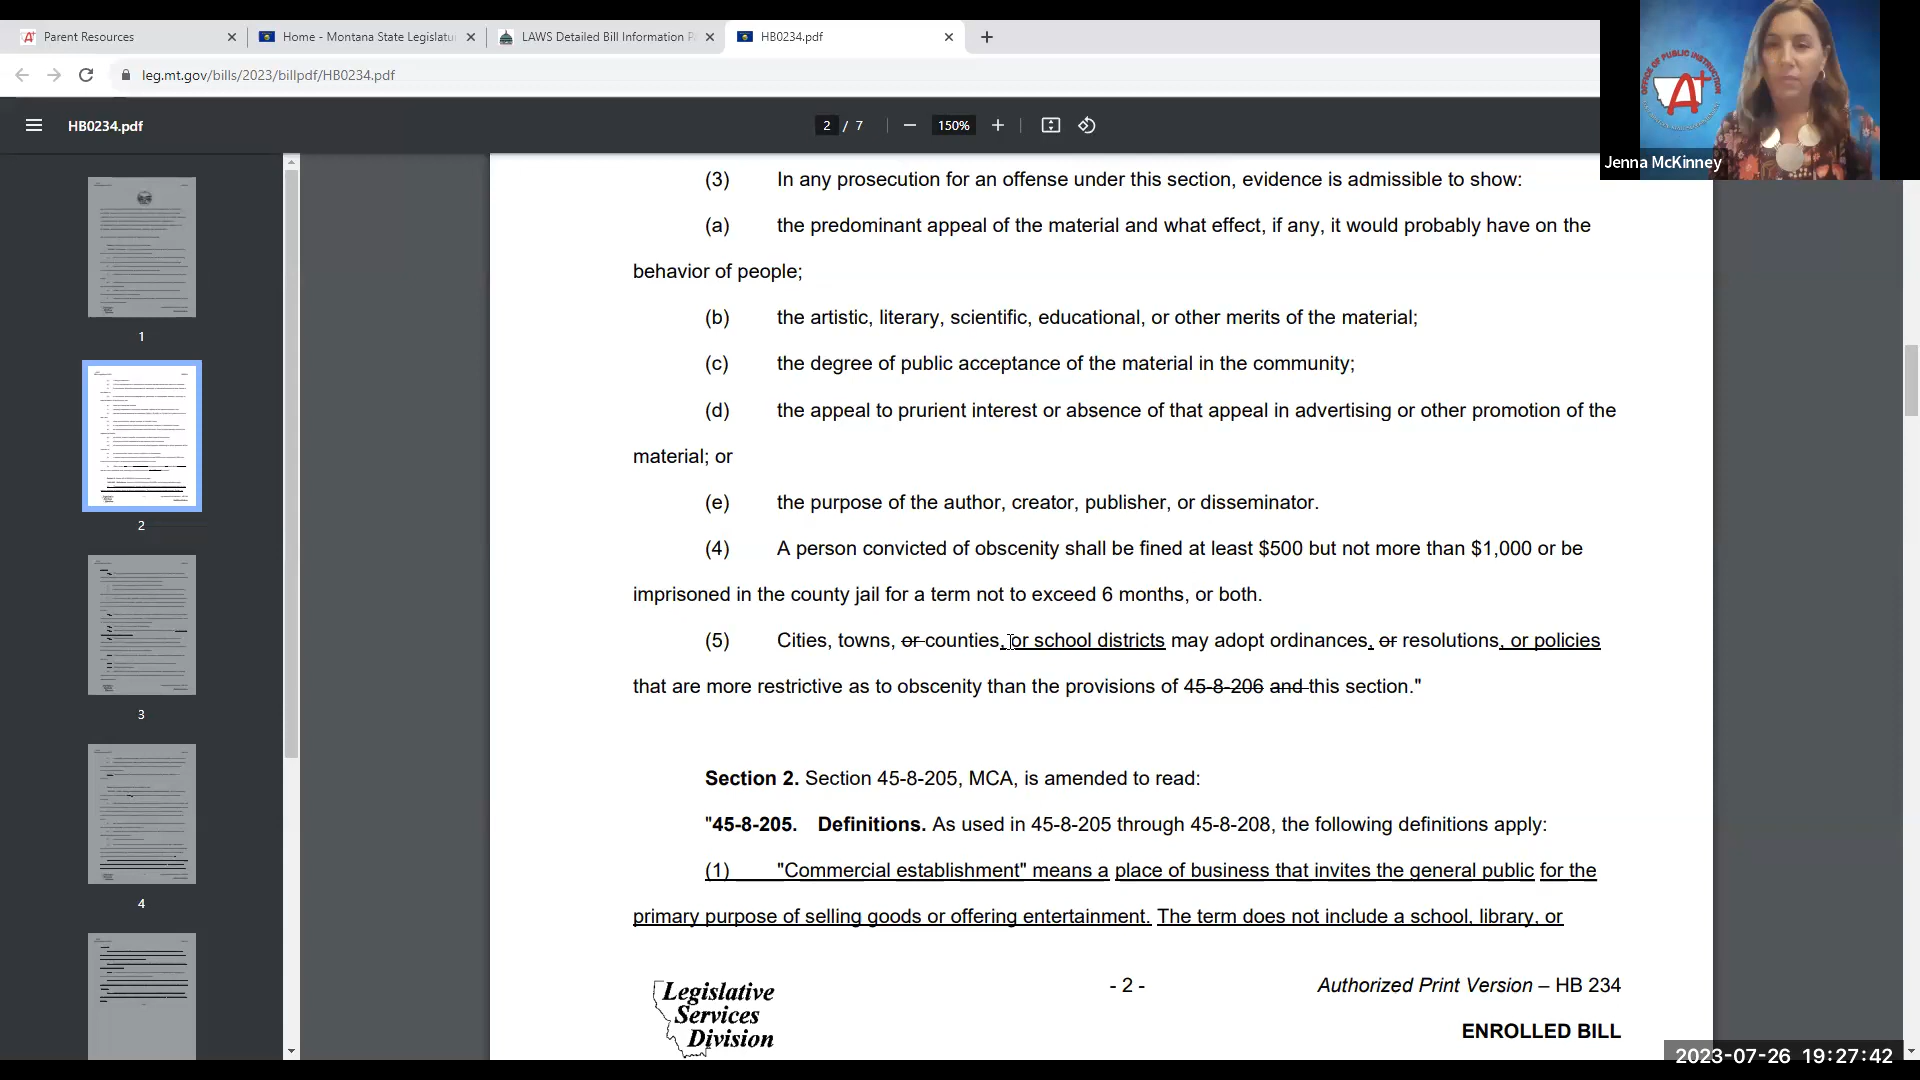 Parent Resources
Home - Montana State Legislatu
LAWS Detailed Bill Information P
HB0234.pdf
leg.mt.gov/bills/2023/billpdf/HB0234.pdf
HB0234.pdf
2 / 7
150%
OFFICE OF PUBLIC INSTRUCTION
A+
Jenna McKinney
1
2
3
4
(3) In any prosecution for an offense under this section, evidence is admissible to show:
(a) the predominant appeal of the material and what effect, if any, it would probably have on the
behavior of people;
(b) the artistic, literary, scientific, educational, or other merits of the material;
(c) the degree of public acceptance of the material in the community;
(d) the appeal to prurient interest or absence of that appeal in advertising or other promotion of the
material; or
(e) the purpose of the author, creator, publisher, or disseminator.
(4) A person convicted of obscenity shall be fined at least $500 but not more than $1,000 or be
imprisoned in the county jail for a term not to exceed 6 months, or both.
(5) Cities, towns, or counties, or school districts may adopt ordinances, or resolutions, or policies
that are more restrictive as to obscenity than the provisions of 45-8-206 and this section."
Section 2. Section 45-8-205, MCA, is amended to read:
"45-8-205. Definitions. As used in 45-8-205 through 45-8-208, the following definitions apply:
(1) "Commercial establishment" means a place of business that invites the general public for the
primary purpose of selling goods or offering entertainment. The term does not include a school, library, or
Legislative
Services
Division
- 2 -
Authorized Print Version – HB 234
ENROLLED BILL
2023-07-26 19:27:42